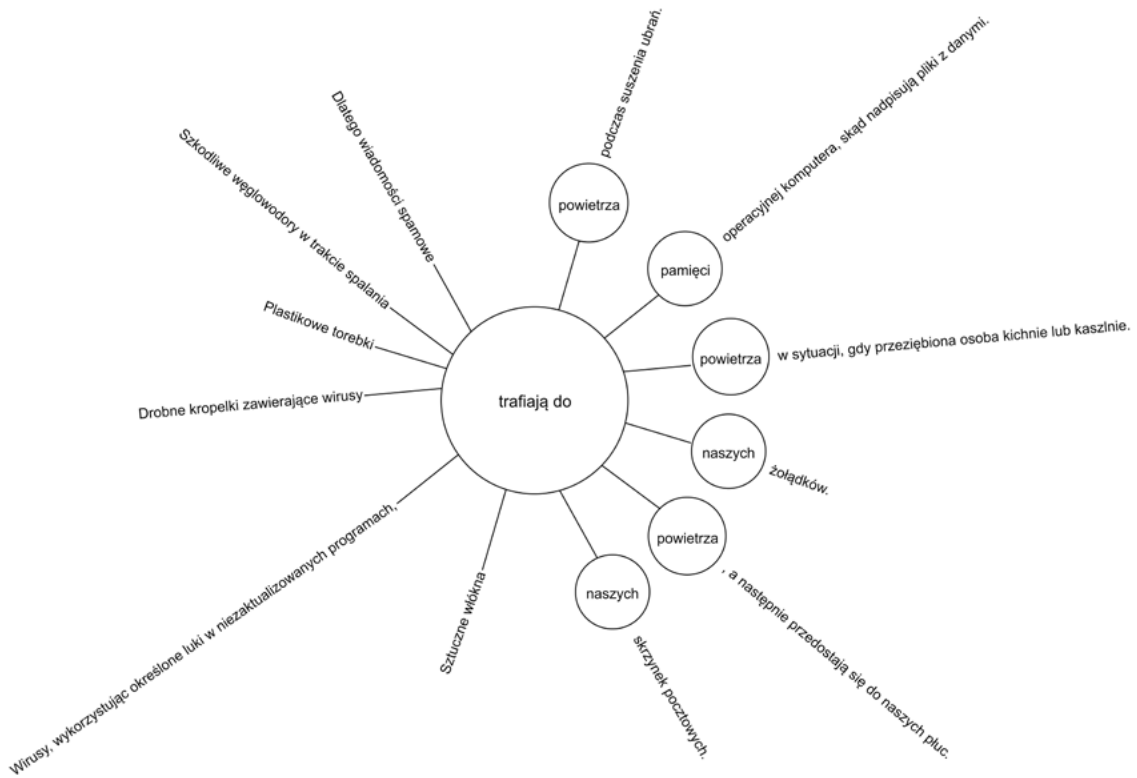 podczas suszenia ubrań.
operacyjnej komputera, skąd nadpisują pliki z danymi.
Dlatego wiadomości spamowe
Szkodliwe węglowodory w trakcie spalania
powietrza
pamięci
Plastikowe torebki
powietrza
w sytuacji, gdy przeziębiona osoba kichnie lub kaszlnie.
Drobne kropelki zawierające wirusy
trafiają do
naszych
żołądków.
Wirusy, wykorzystując określone luki w niezaktualizowanych programach,
powietrza
, a następnie przedostają się do naszych płuc.
Sztuczne włókna
naszych
skrzynek pocztowych.